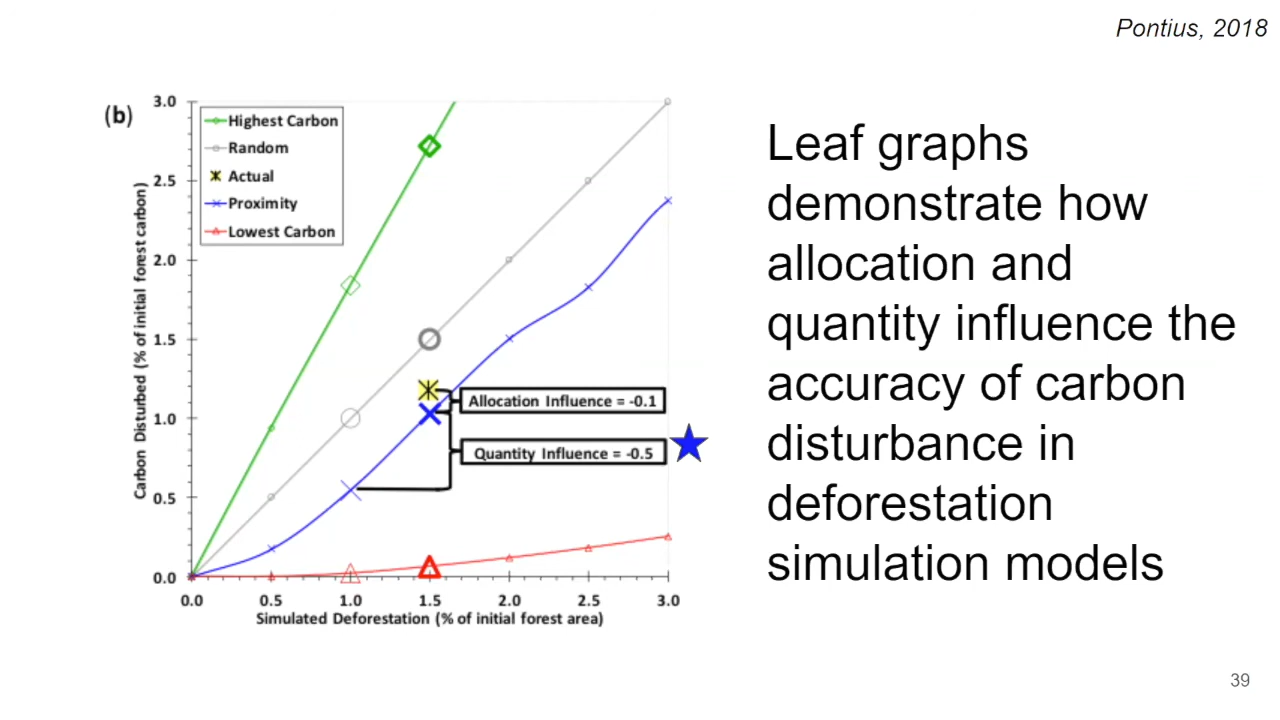 Pontius, 2018
(b)
3.0
2.5
2.0
1.5
1.0
0.5
0.0
Carbon Disturbed (% of initial forest carbon)
Highest Carbon
Random
Actual
Proximity
Lowest Carbon
Allocation Influence = -0.1
Quantity Influence = -0.5
0.0 0.5 1.0 1.5 2.0 2.5 3.0
Simulated Deforestation (% of initial forest area)
Leaf graphs
demonstrate how
allocation and
quantity influence the
accuracy of carbon
disturbance in
deforestation
simulation models
39